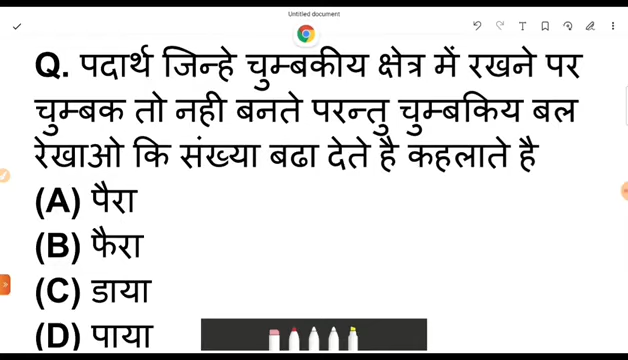 Untitled document
Q. पदार्थ जिन्हे चुम्बकीय क्षेत्र में रखने पर
चुम्बक तो नही बनते परन्तु चुम्बकिय बल
रेखाओ कि संख्या बढा देते है कहलाते है
(A) पैरा
(B) फैरा
(C) डाया
(D) पाया